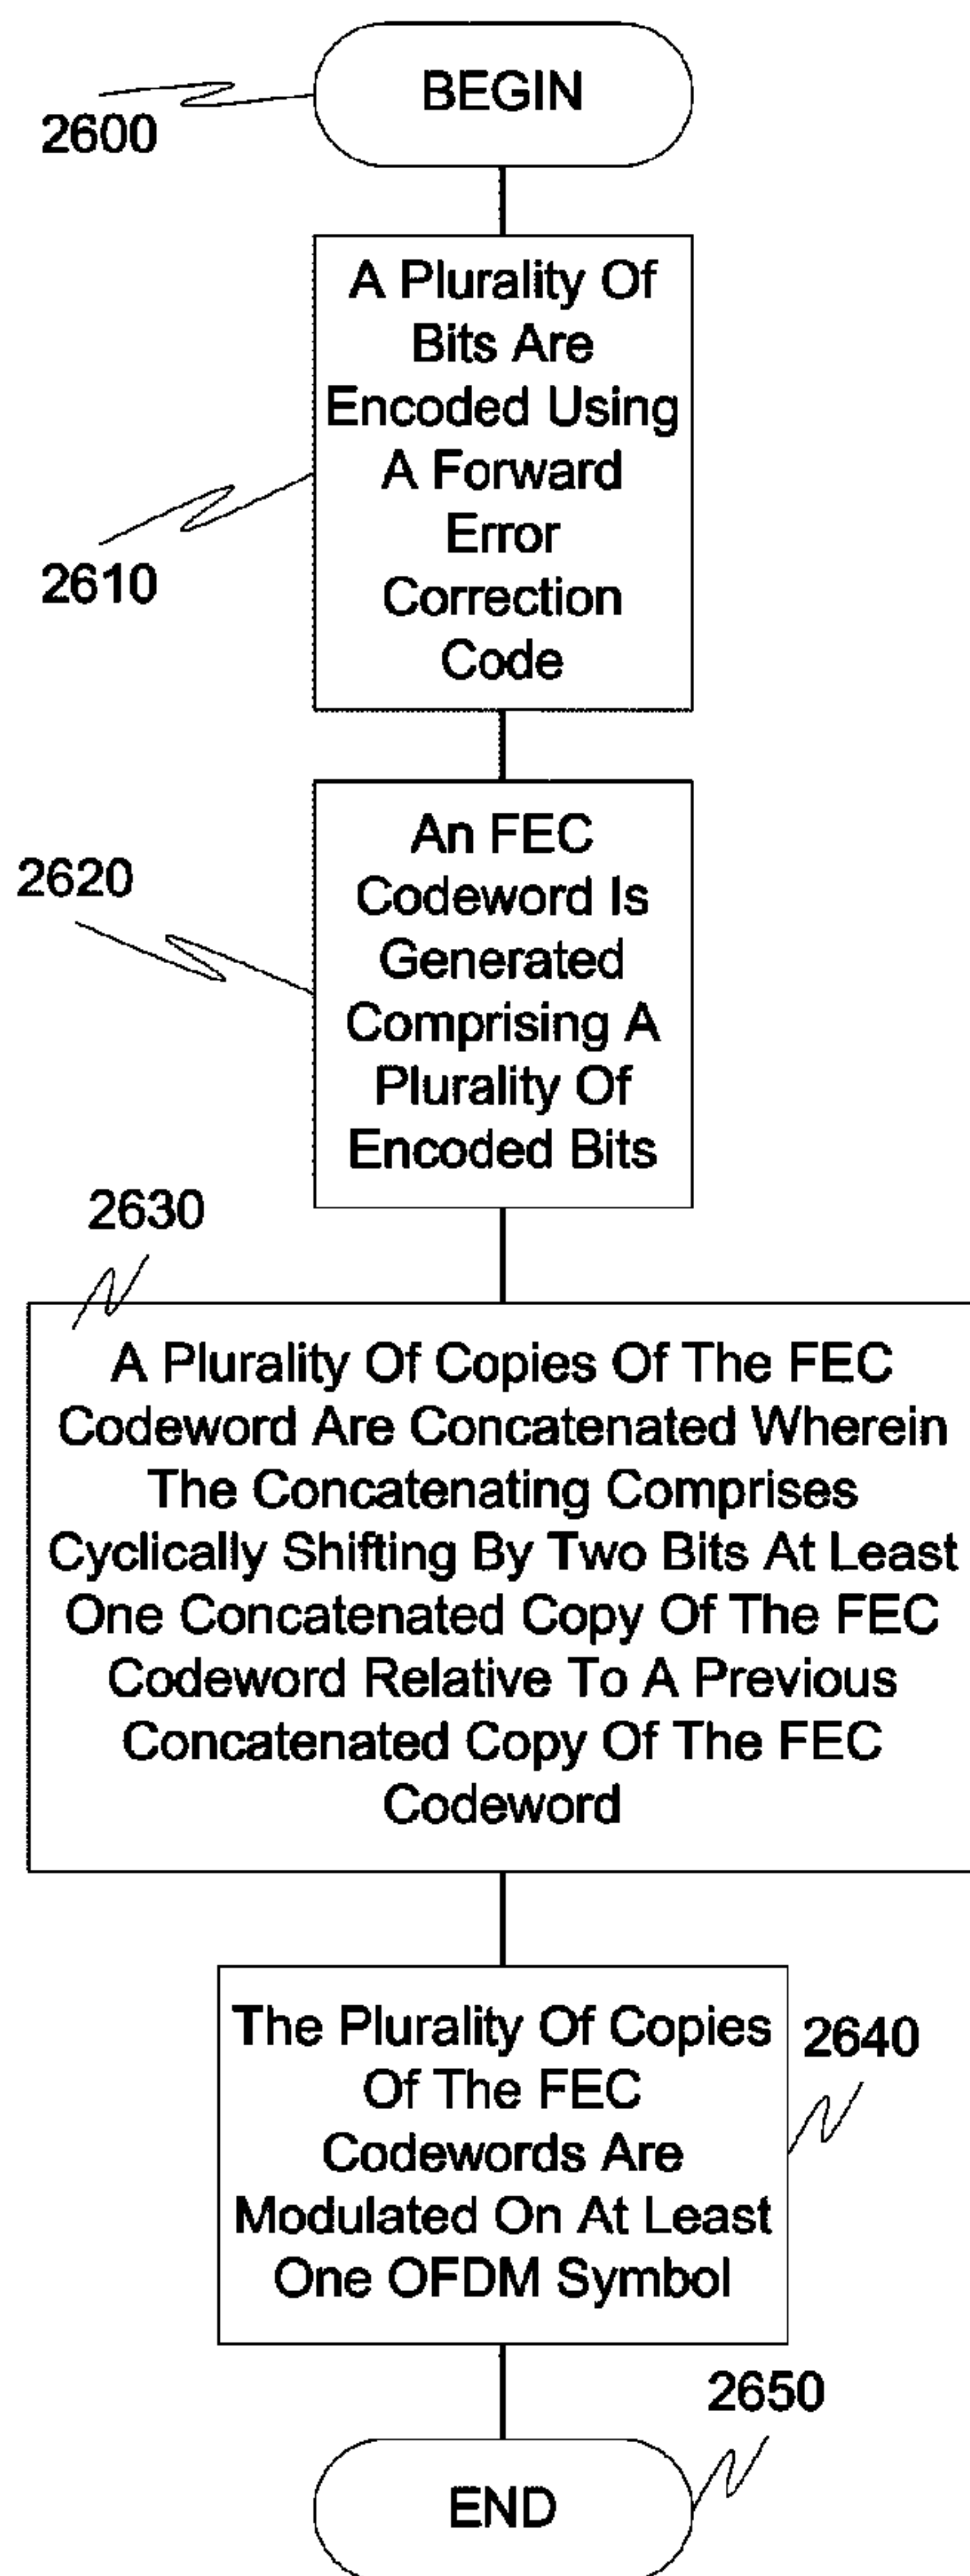 BEGIN
2600
A Plurality Of
Bits Are
Encoded Using
A Forward
Error
Correction
Code
2610
An FEC
Codeword Is
Generated
Comprising A
Plurality Of
Encoded Bits
2620
2630
A Plurality Of Copies Of The FEC
Codeword Are Concatenated Wherein
The Concatenating Comprises
Cyclically Shifting By Two Bits At Least
One Concatenated Copy Of The FEC
Codeword Relative To A Previous
Concatenated Copy Of The FEC
Codeword
The Plurality Of Copies
Of The FEC
Codewords Are
Modulated On At Least
One OFDM Symbol
2640
2650
END